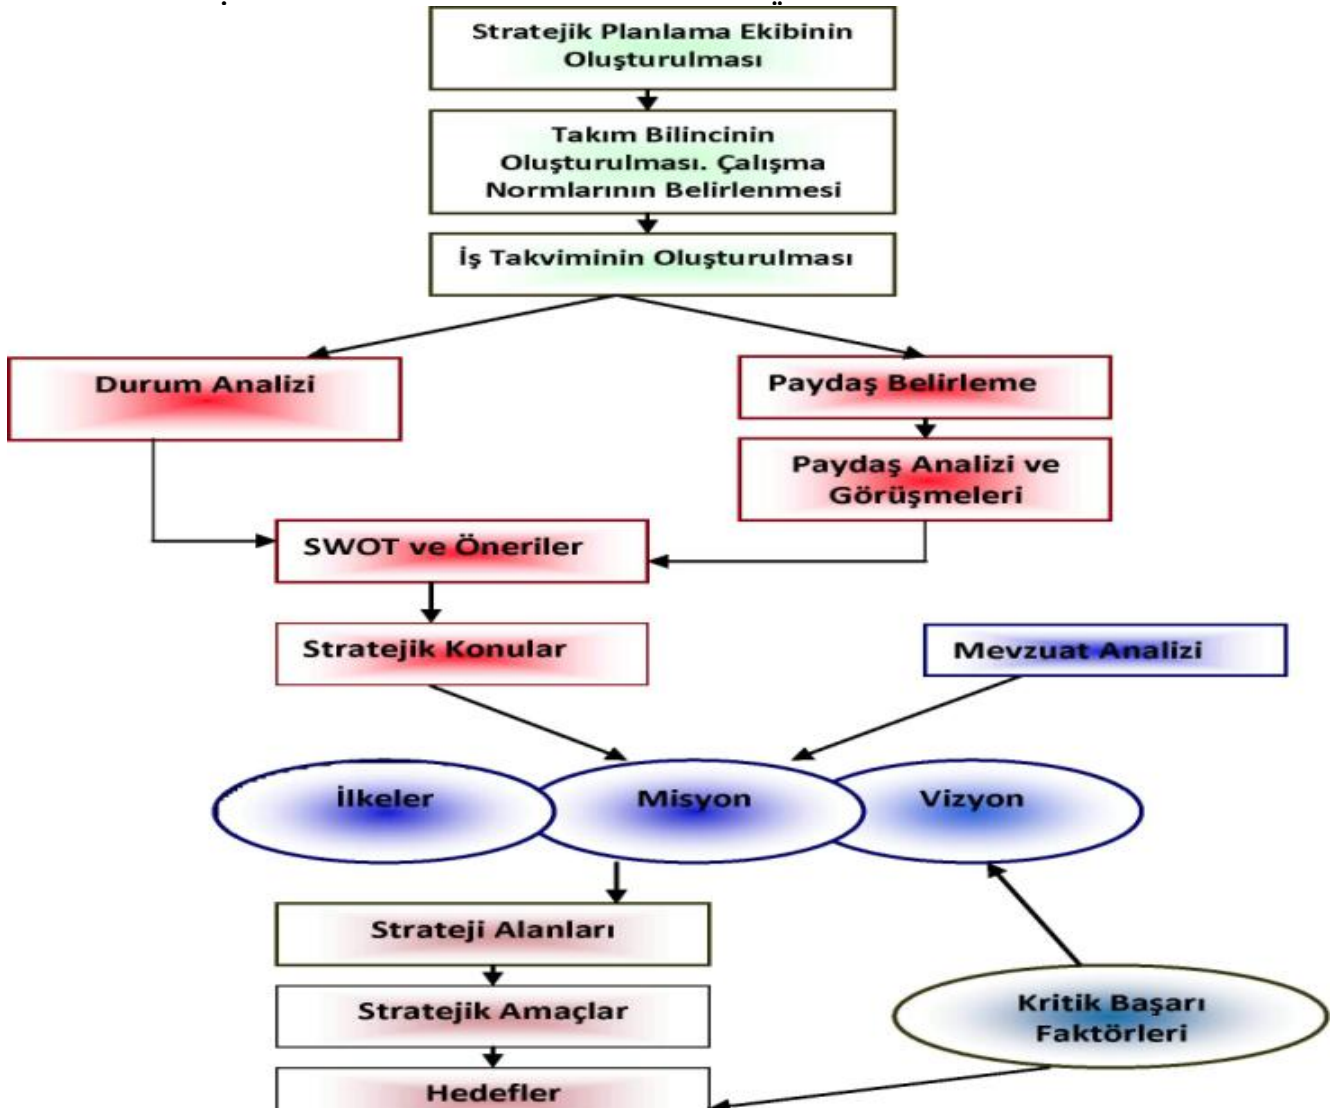 Stratejik Planlama Ekibinin
Oluşturulması
Takım Bilincinin
Oluşturulması. Çalışma
Normlarının Belirlenmesi
İş Takviminin Oluşturulması
Durum Analizi
Paydaş Belirleme
Paydaş Analizi ve
Görüşmeleri
SWOT ve Öneriler
Stratejik Konular
Mevzuat Analizi
İlkeler
Misyon
Vizyon
Strateji Alanları
Stratejik Amaçlar
Kritik Başarı
Faktörleri
Hedefler